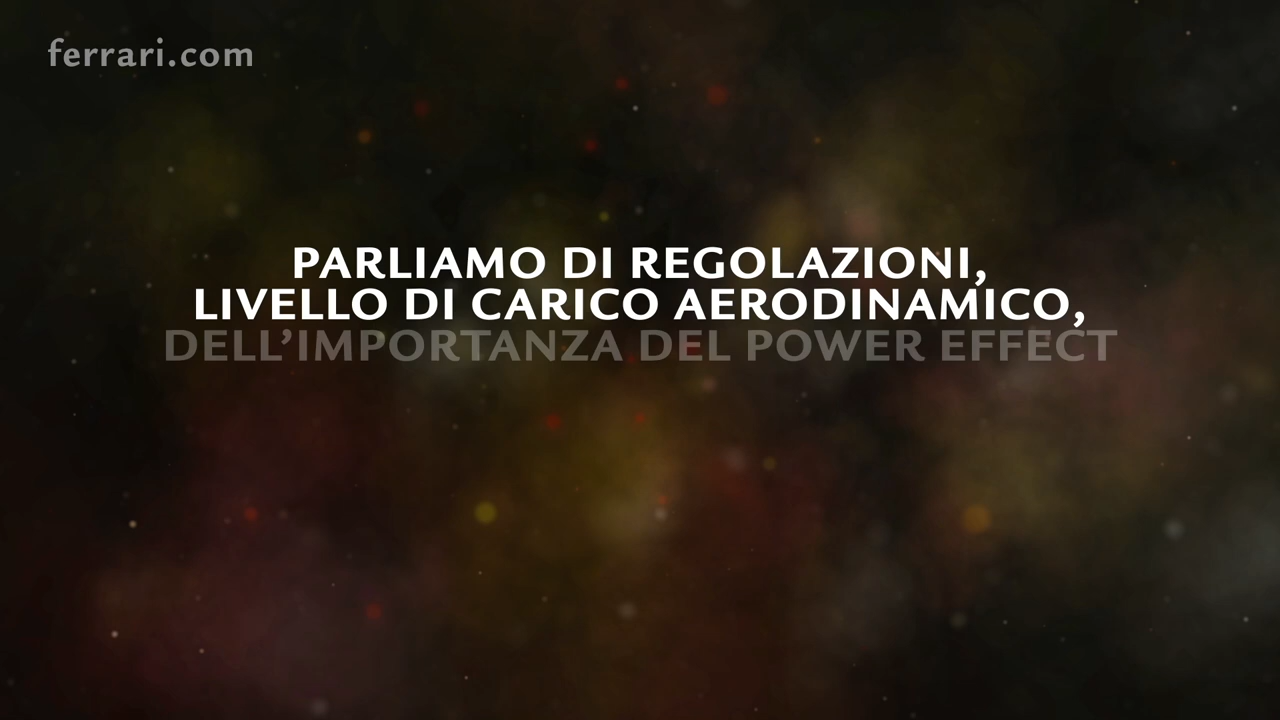 ferrari.com
PARLIAMO DI REGOLAZIONI,
LIVELLO DI CARICO AERODINAMICO,
DELL’IMPORTANZA DEL POWER EFFECT